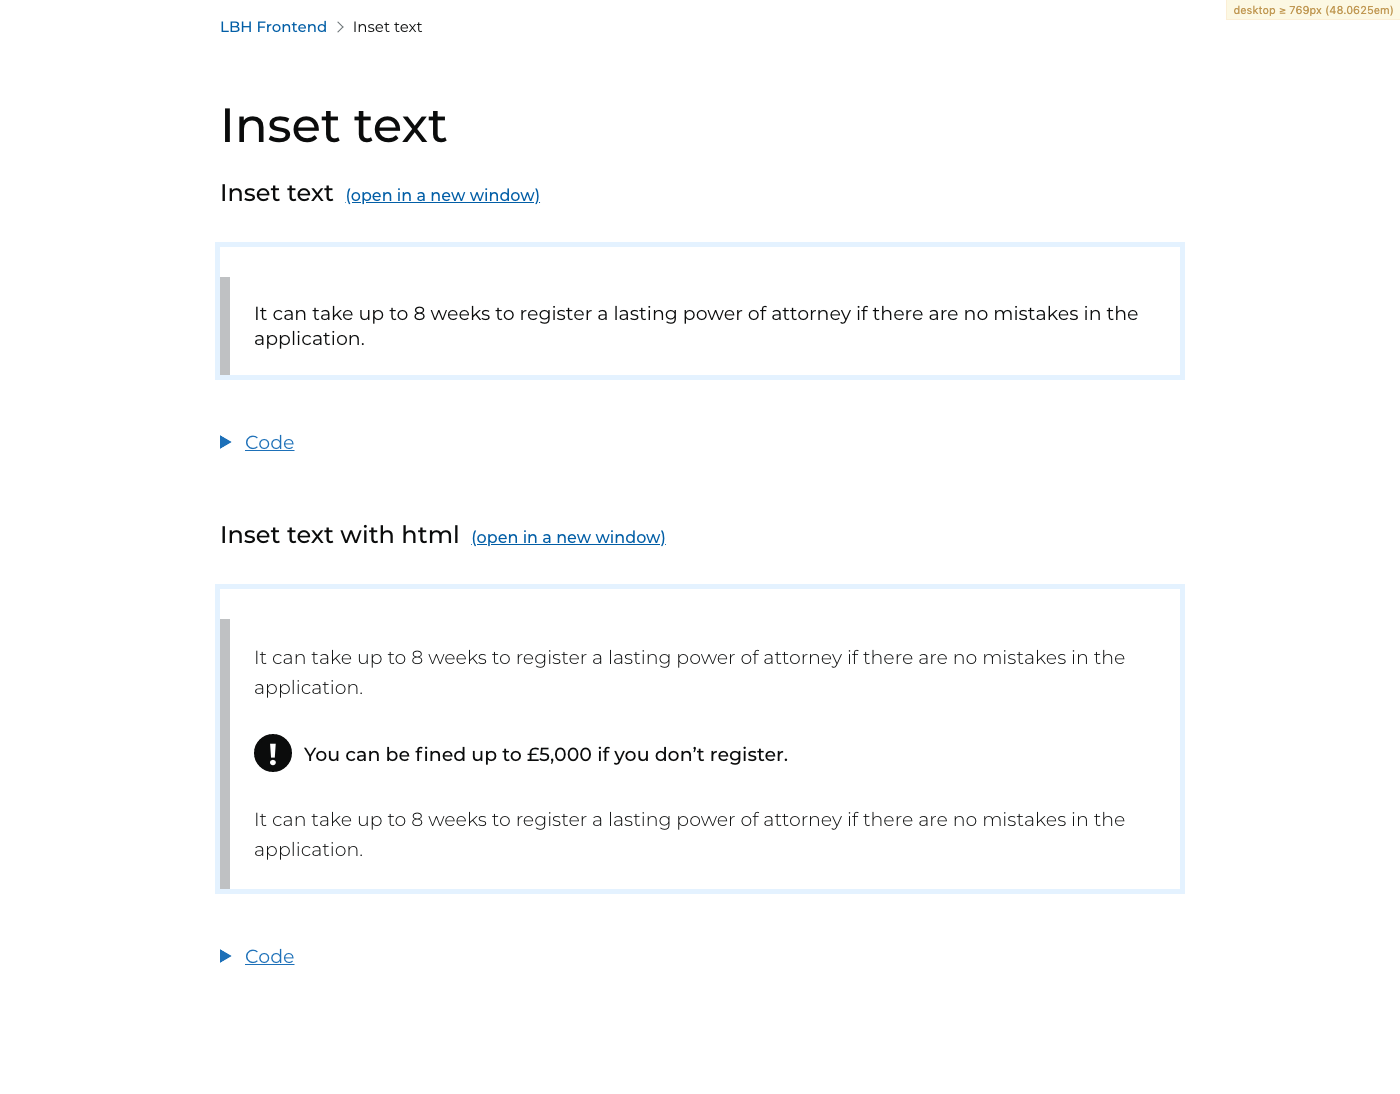 LBH Frontend > Inset text
desktop ≥ 769px (48.0625em)
Inset text
Inset text (open in a new window)
It can take up to 8 weeks to register a lasting power of attorney if there are no mistakes in the
application.
Code
Inset text with html (open in a new window)
It can take up to 8 weeks to register a lasting power of attorney if there are no mistakes in the
application.
! You can be fined up to £5,000 if you don’t register.
It can take up to 8 weeks to register a lasting power of attorney if there are no mistakes in the
application.
Code